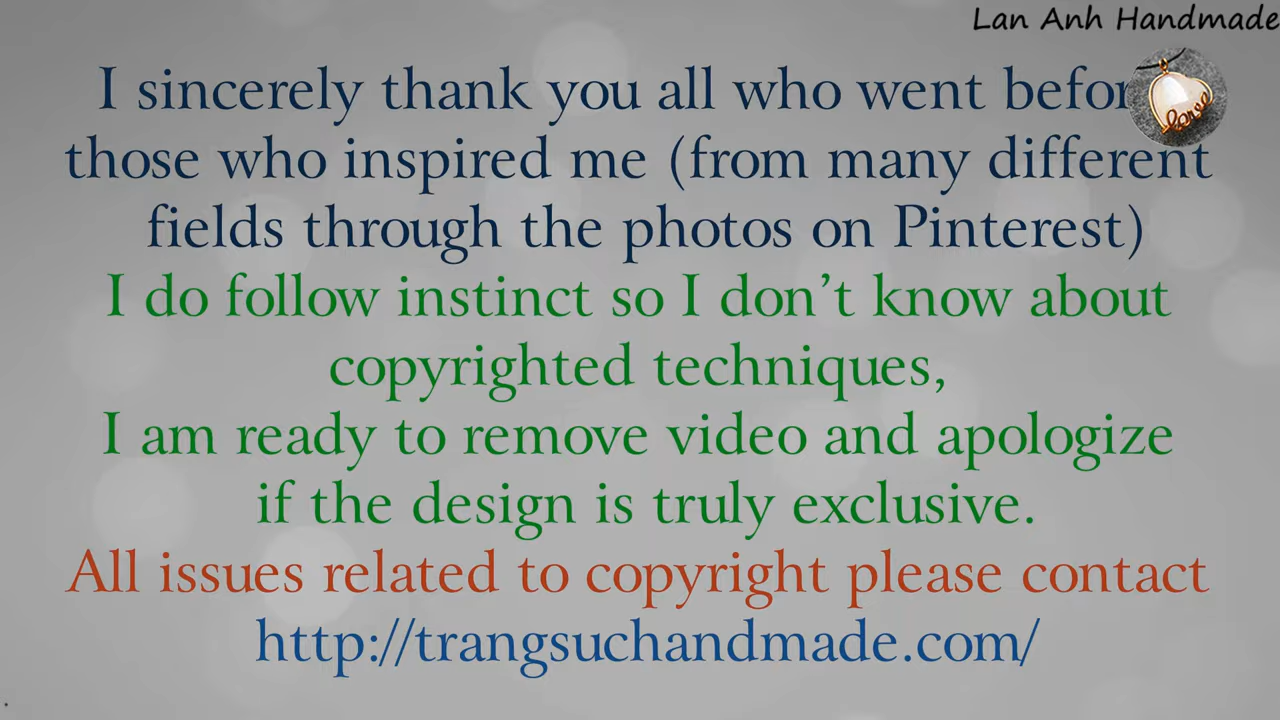 Lan Anh Handmade
I sincerely thank you all who went
those who inspired me (from many different
fields through the photos on Pinterest)
I do follow instinct so I don’t know about
copyrighted techniques,
I am ready to remove video and apologize
if the design is truly exclusive.
All issues related to copyright please contact
http://trangsuchandmade.com/
love